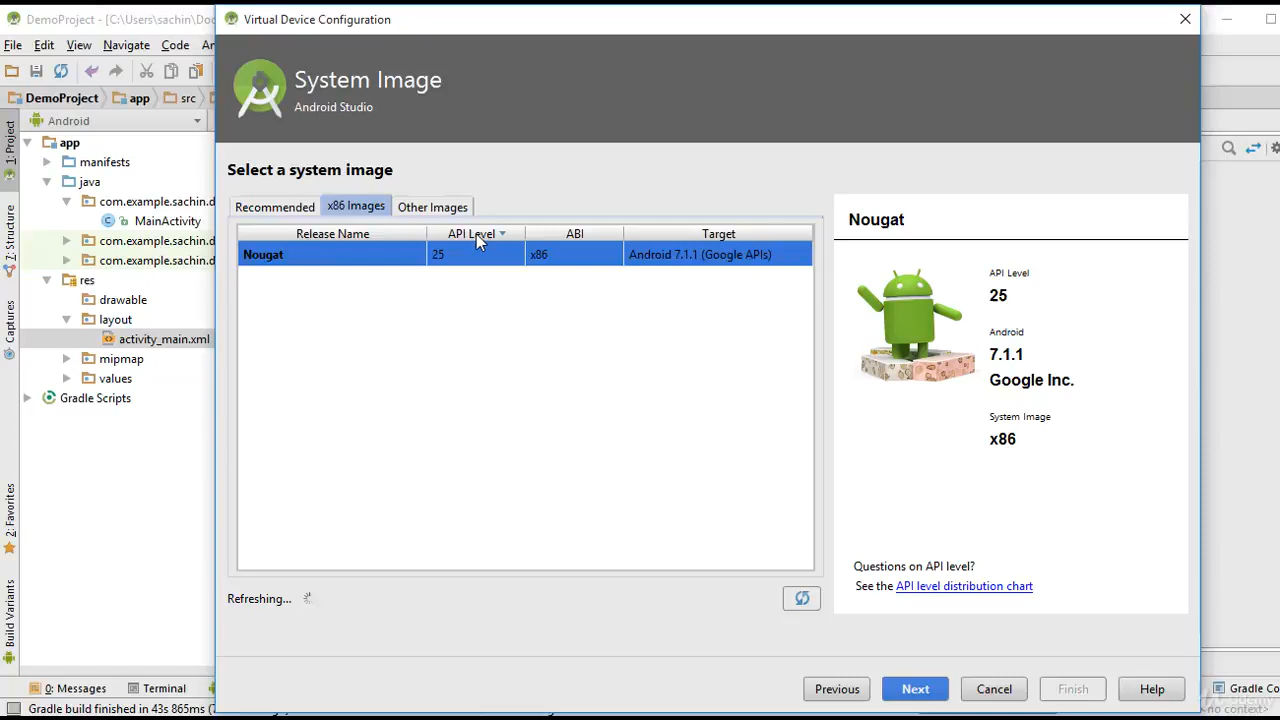 DemoProject - [C:\Users\sachin\Doc
Virtual Device Configuration
File Edit View Navigate Code An
System Image
Android Studio
DemoProject app src
Android
1: Project
7: Structure
Captures
2: Favorites
Build Variants
app
manifests
java
com.example.sachin.d
MainActivity
com.example.sachin.d
com.example.sachin.d
res
drawable
layout
activity_main.xml
mipmap
values
Gradle Scripts
Select a system image
Recommended x86 Images Other Images
Release Name API Level ABI Target
Nougat 25 x86 Android 7.1.1 (Google APIs)
Refreshing...
Nougat
API Level
25
Android
7.1.1
Google Inc.
System Image
x86
Questions on API level?
See the API level distribution chart
Previous Next Cancel Finish Help
0: Messages Terminal
Gradle Co
Gradle build finished in 43s 865ms (
no context>